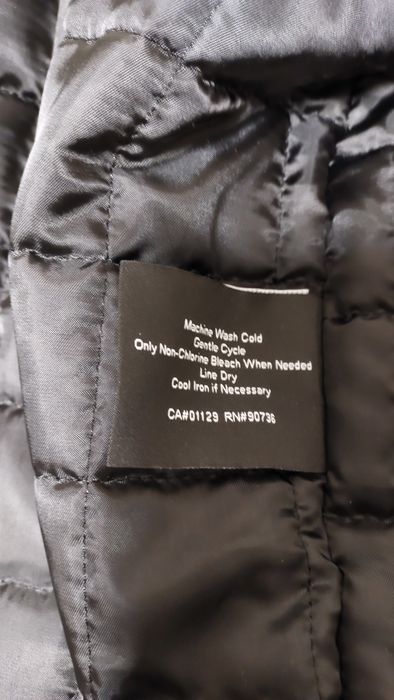 Machine Wash Cold
Gentle Cycle
Only Non-Chlorine Bleach When Needed
Line Dry
Cool Iron if Necessary
CA#01129 RN#90736